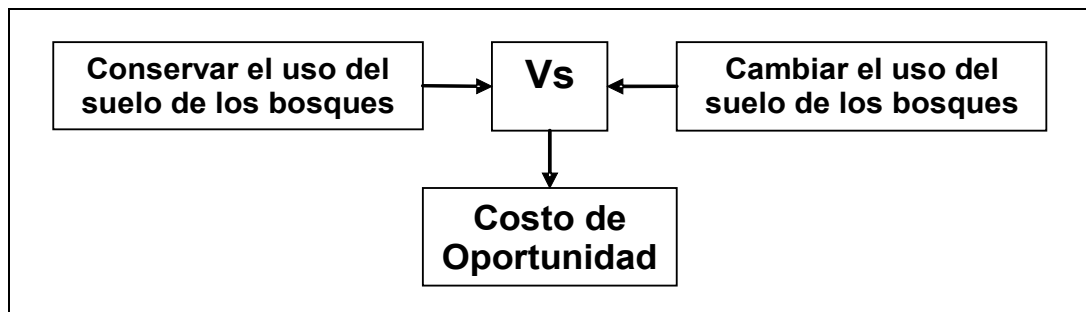 Conservar el uso del
suelo de los bosques
Vs
Cambiar el uso del
suelo de los bosques
Costo de
Oportunidad